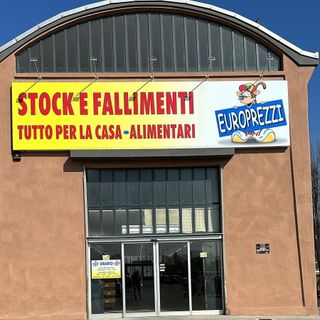 STOCK E FALLIMENTI
TUTTO PER LA CASA - ALIMENTARI
EUROPREZZI
ORARIO